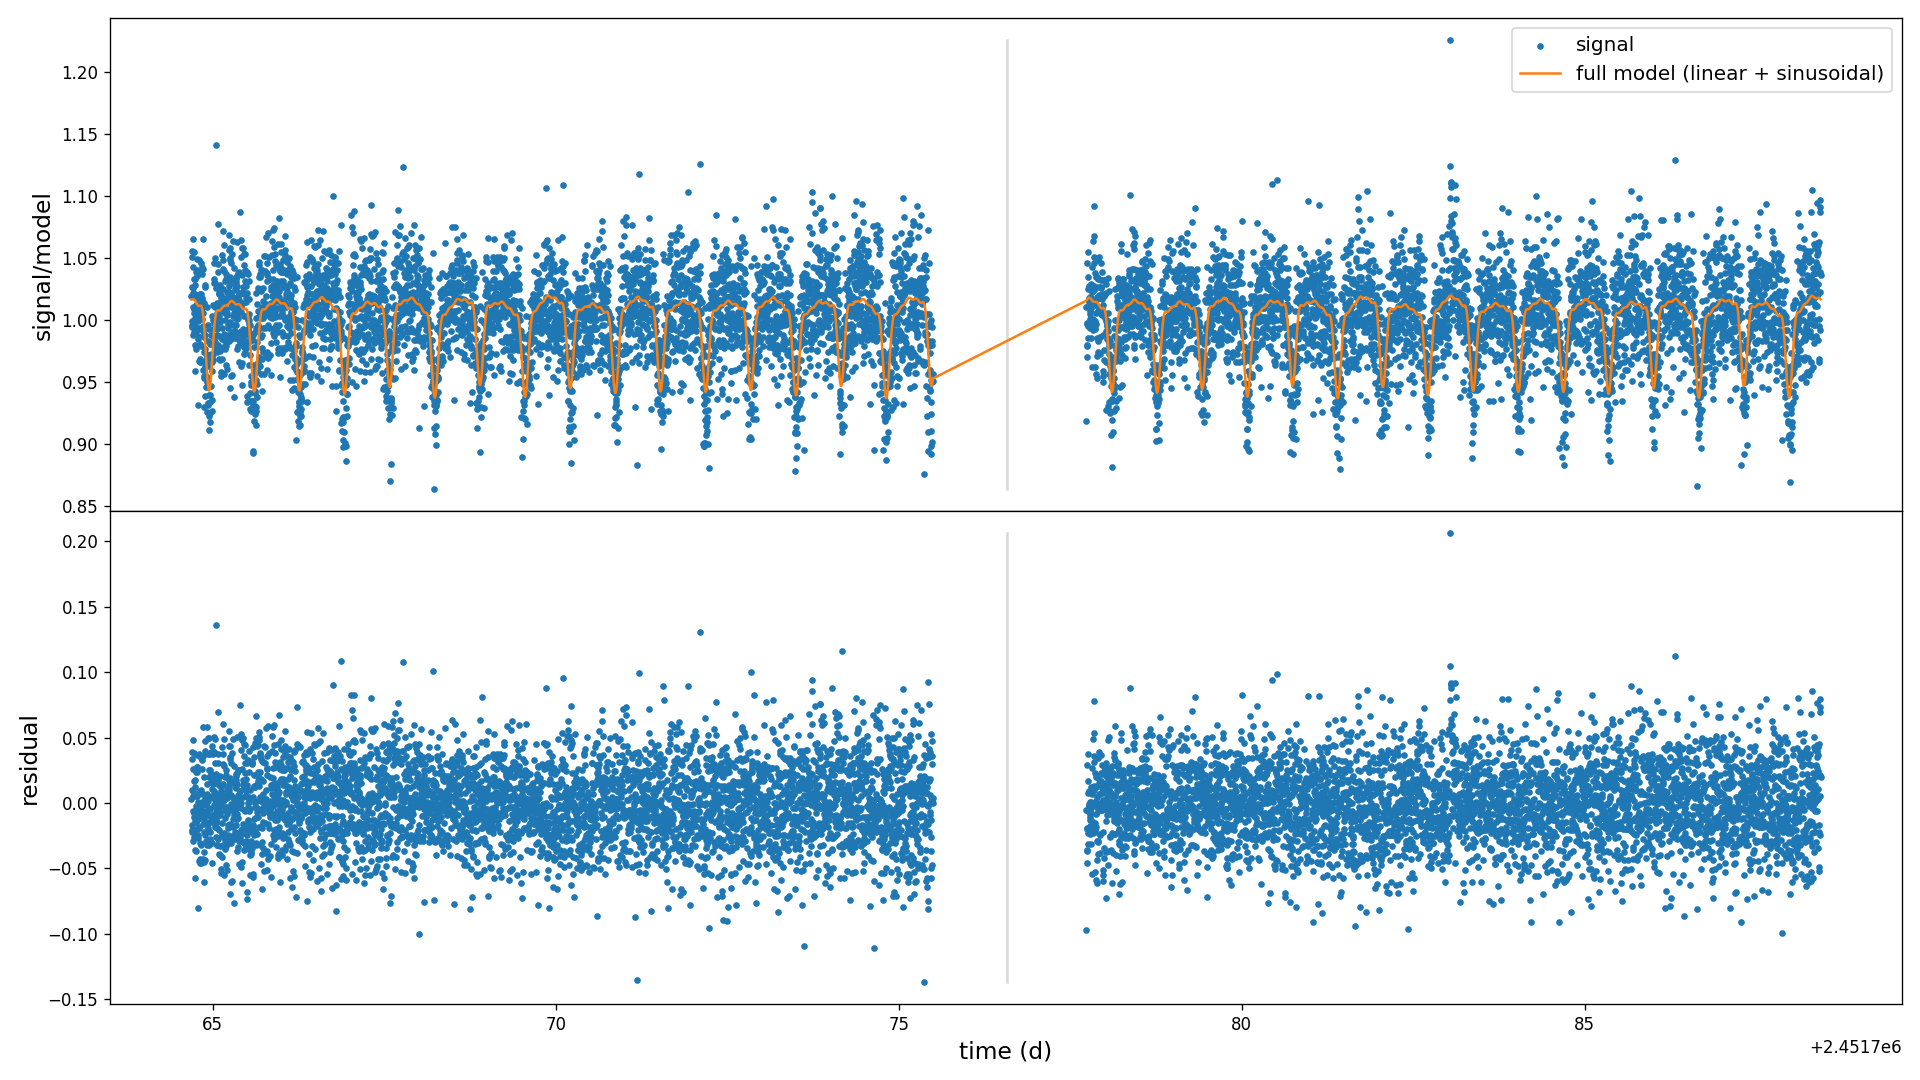 signal
full model (linear + sinusoidal)
signal/model
1.20
1.15
1.10
1.05
1.00
0.95
0.90
0.85
residual
0.20
0.15
0.10
0.05
0.00
−0.05
−0.10
−0.15
65 70 75 80 85
time (d)
+2.4517e6